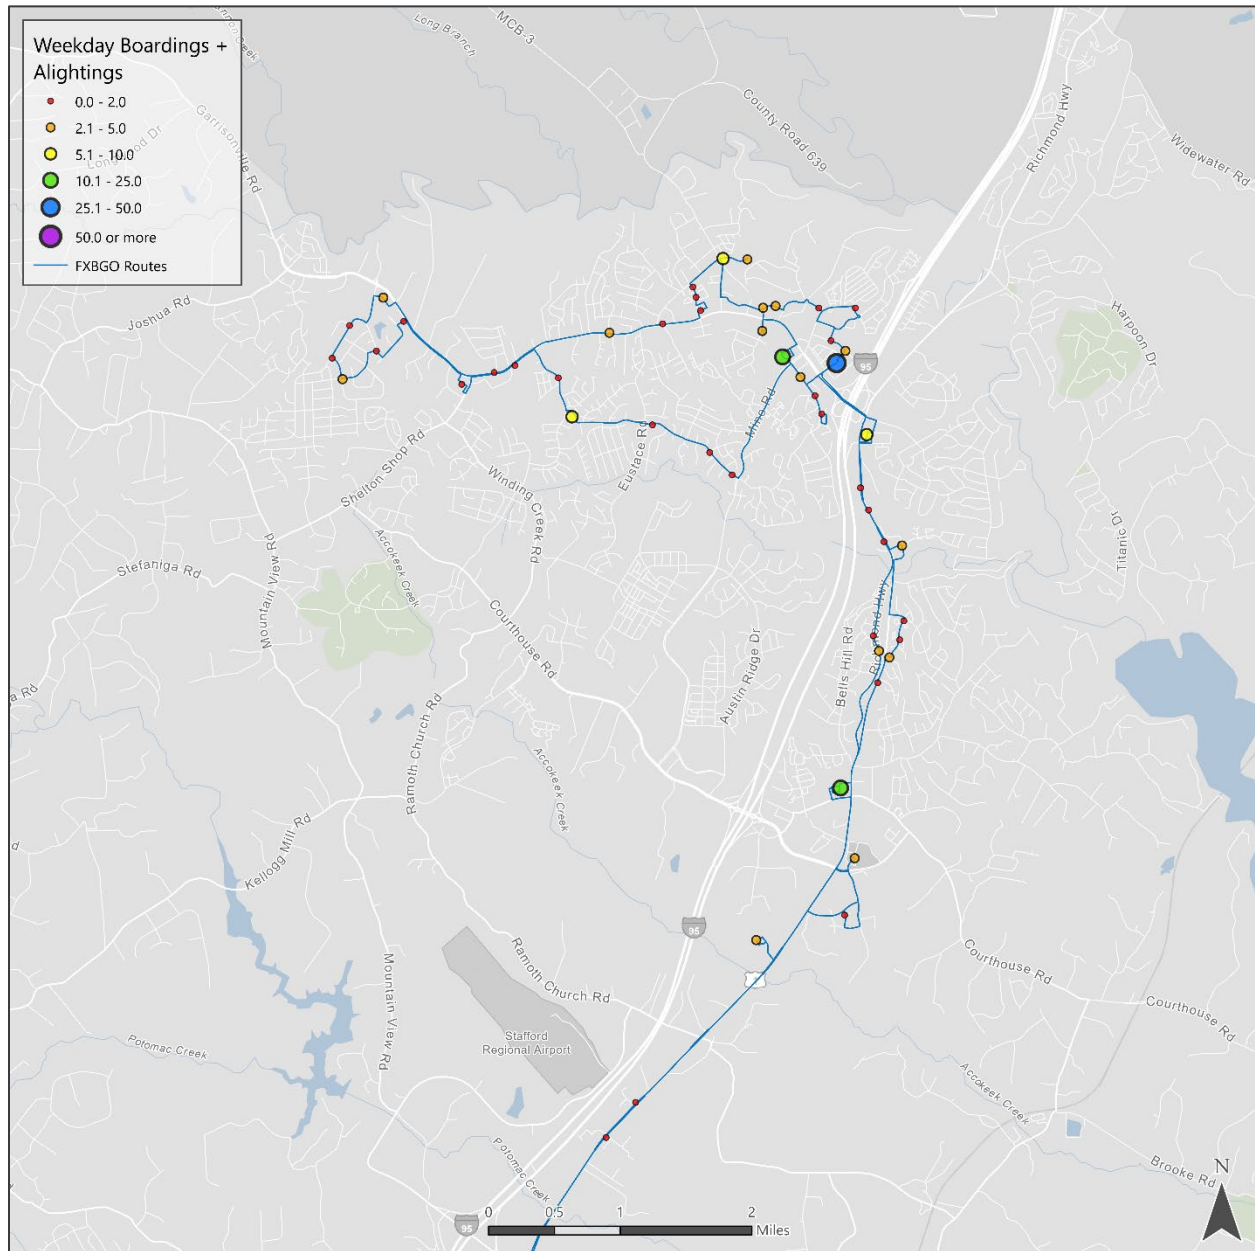 Weekday Boardings +
Alightings
0.0 - 2.0
2.1 - 5.0
5.1 - 10.0
10.1 - 25.0
25.1 - 50.0
50.0 or more
FXBGO Routes
Long Branch
MCB-3
County Road 639
Richmond Hwy
Widewater Rd
Garrisonville Rd
Creek
Dr
Joshua Rd
Harpoon Dr
95
Mine Rd
Eustace Rd
Shelton Shop Rd
Winding Creek Rd
Titanic Dr
Accokeek Creek
Stefaniga Rd
Mountain View Rd
Courthouse Rd
Hwy
Bells Hill Rd
Austin Ridge Dr
a Rd
Ramoth Church Rd
Accokeek Creek
Kellogg Mill Rd
d
95
Ramoth Church Rd
Courthouse Rd
Courthouse Rd
Mountain View Rd
Stafford
Regional Airport
Potomac Creek
Accokeek Creek
Potomac Creek
Brooke Rd
N
95
0 0.5 1 2
Miles